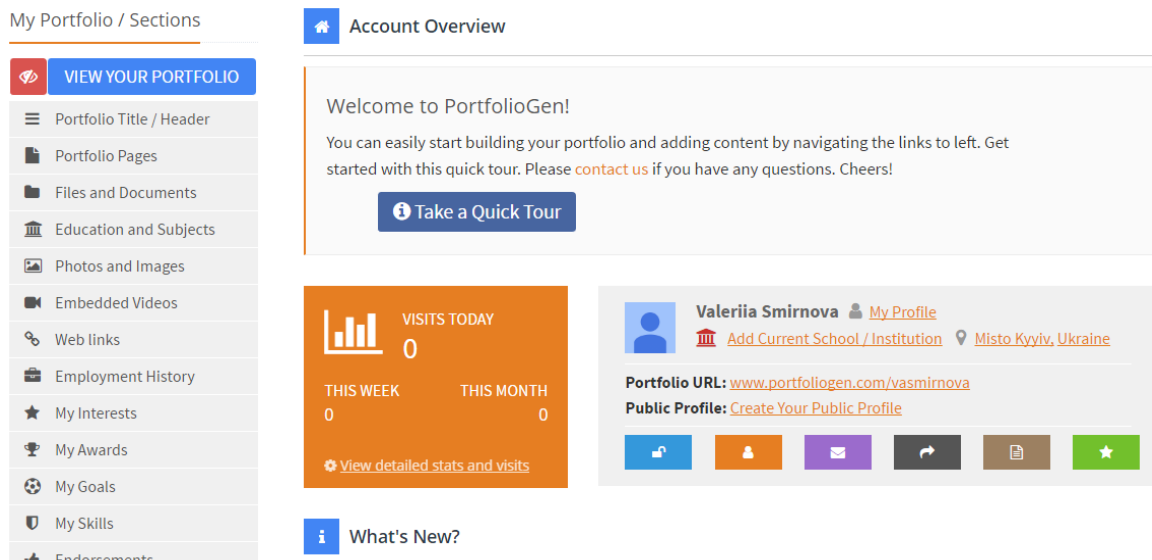 My Portfolio / Sections
VIEW YOUR PORTFOLIO
Portfolio Title / Header
Portfolio Pages
Files and Documents
Education and Subjects
Photos and Images
Embedded Videos
Web links
Employment History
My Interests
My Awards
My Goals
My Skills
Endorsements
Account Overview
Welcome to PortfolioGen!
You can easily start building your portfolio and adding content by navigating the links to left. Get
started with this quick tour. Please contact us if you have any questions. Cheers!
Take a Quick Tour
VISITS TODAY
0
THIS WEEK THIS MONTH
0 0
View detailed stats and visits
Valeriia Smirnova My Profile
Add Current School / Institution Misto Kyyiv, Ukraine
Portfolio URL: www.portfoliogen.com/vasmirnova
Public Profile: Create Your Public Profile
What's New?